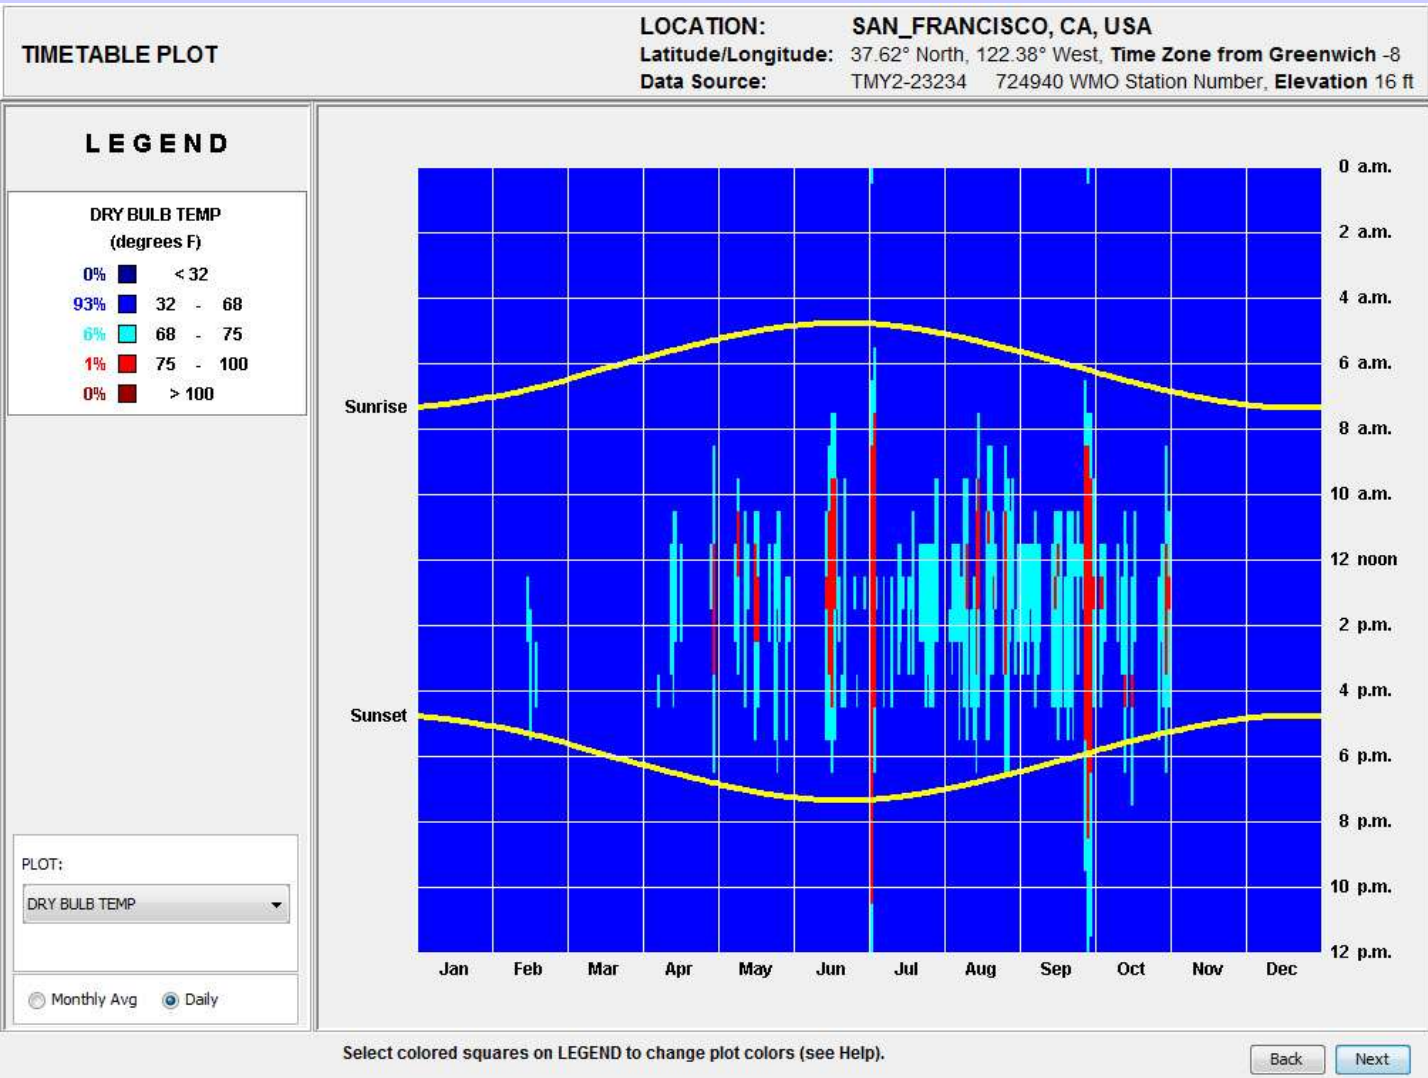 TIMETABLE PLOT
LOCATION: SAN_FRANCISCO, CA, USA
Latitude/Longitude: 37.62° North, 122.38° West, Time Zone from Greenwich -8
Data Source: TMY2-23234 724940 WMO Station Number, Elevation 16 ft
LEGEND
DRY BULB TEMP
(degrees F)
0% < 32
93% 32 - 68
6% 68 - 75
1% 75 - 100
0% > 100
PLOT:
DRY BULB TEMP
Monthly Avg Daily
Sunrise
Sunset
0 a.m.
2 a.m.
4 a.m.
6 a.m.
8 a.m.
10 a.m.
12 noon
2 p.m.
4 p.m.
6 p.m.
8 p.m.
10 p.m.
12 p.m.
Jan Feb Mar Apr May Jun Jul Aug Sep Oct Nov Dec
Select colored squares on LEGEND to change plot colors (see Help).
Back Next